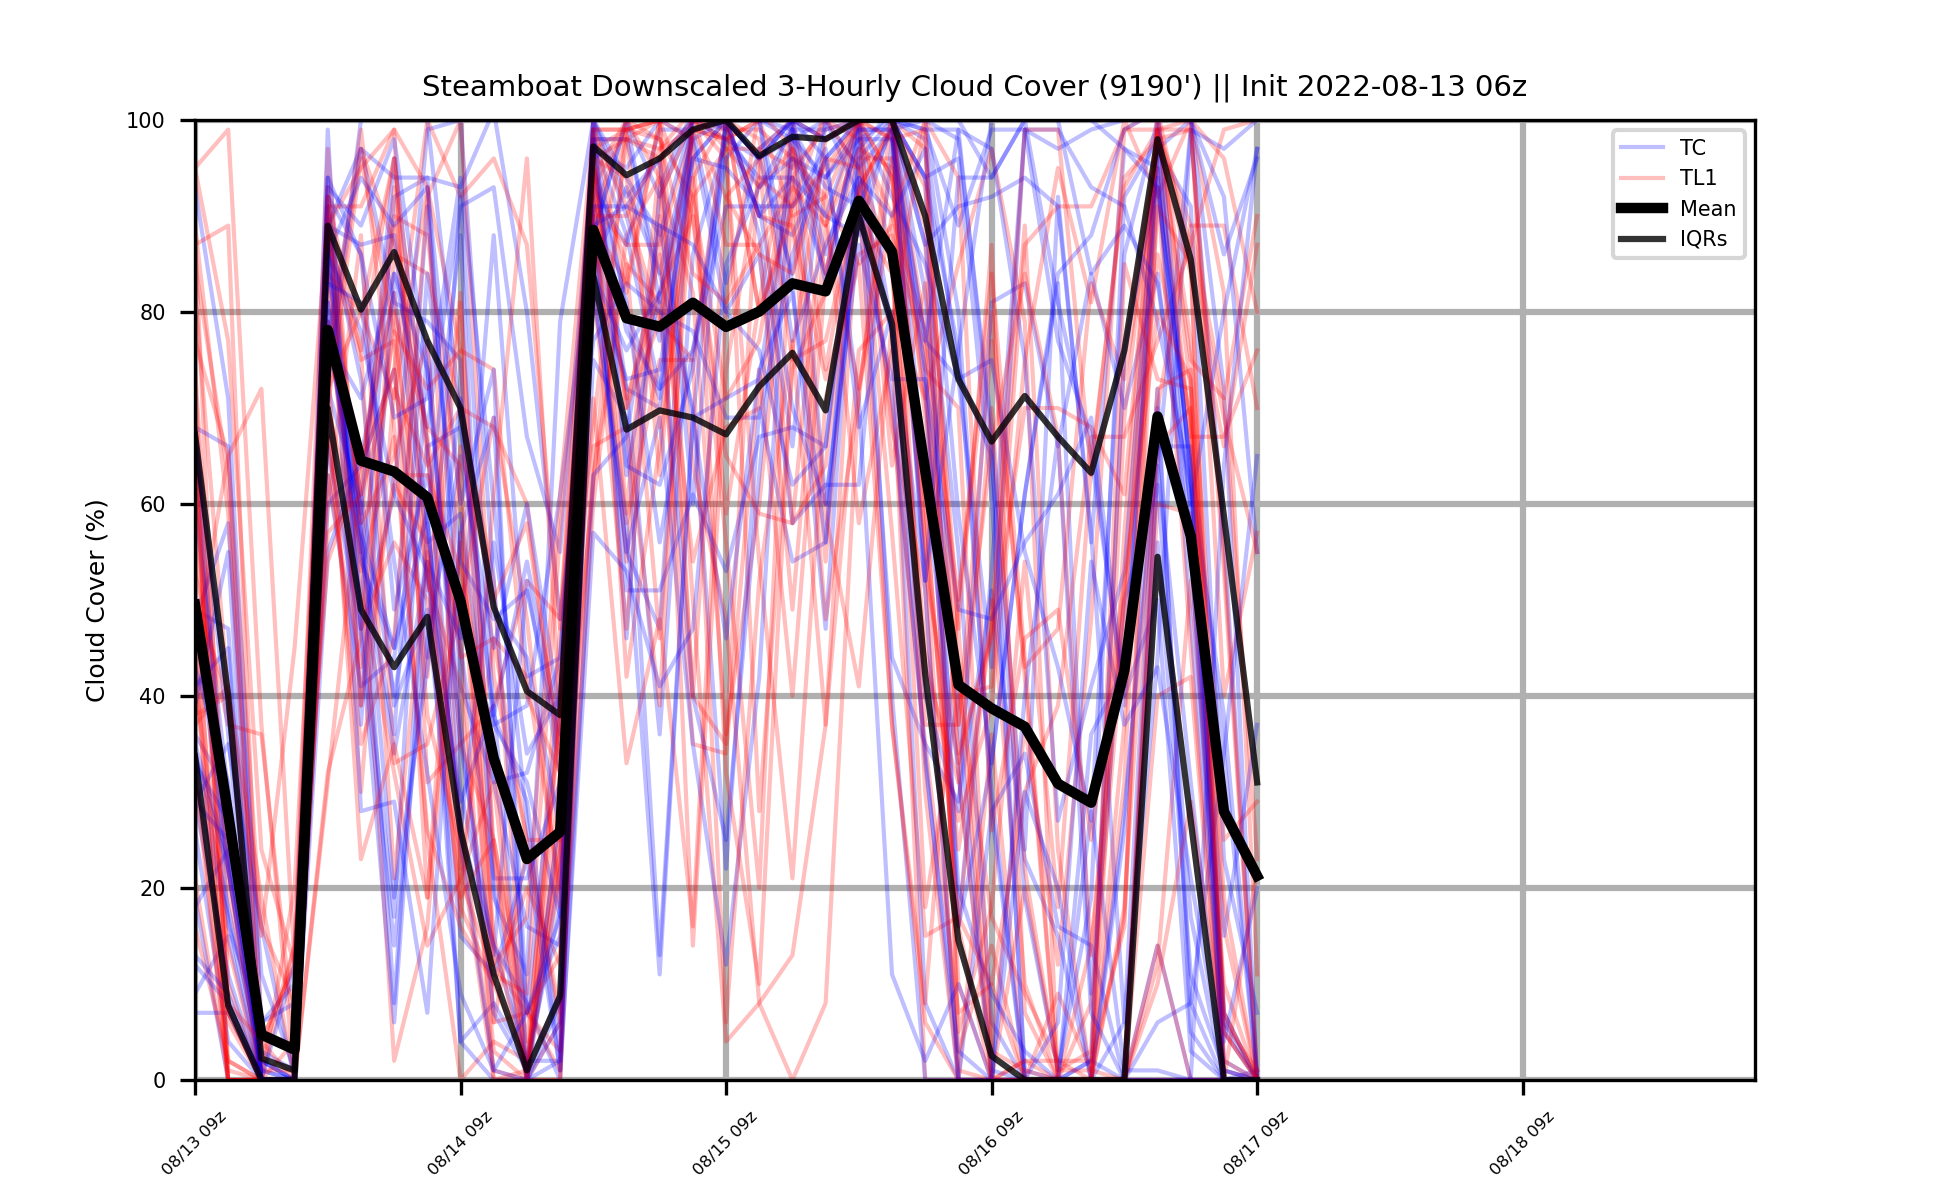 Steamboat Downscaled 3-Hourly Cloud Cover (9190') || Init 2022-08-13 06z
Cloud Cover (%)
100
80
60
40
20
0
TC
TL1
Mean
IQRs
08/13 09z
08/14 09z
08/15 09z
08/16 09z
08/17 09z
08/18 09z